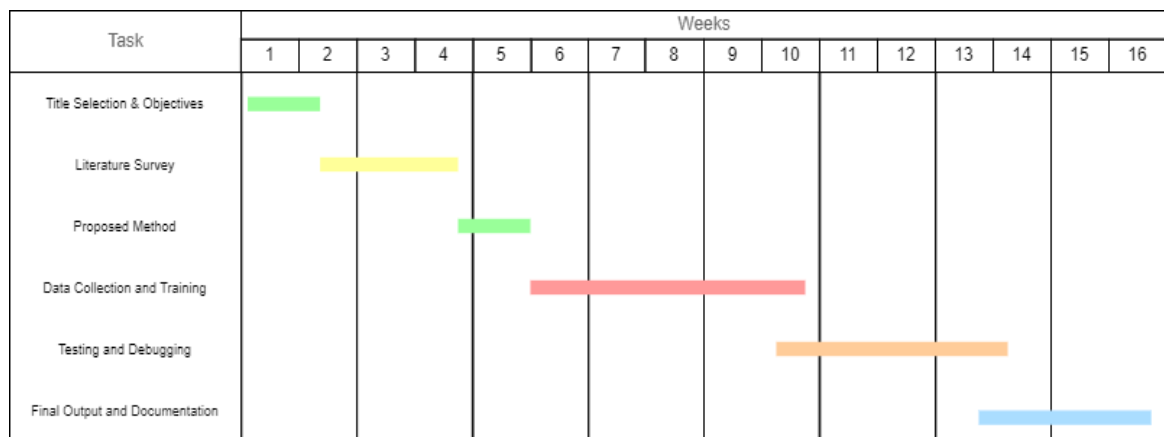 Task
Weeks
1 2 3 4 5 6 7 8 9 10 11 12 13 14 15 16
Title Selection & Objectives
Literature Survey
Proposed Method
Data Collection and Training
Testing and Debugging
Final Output and Documentation